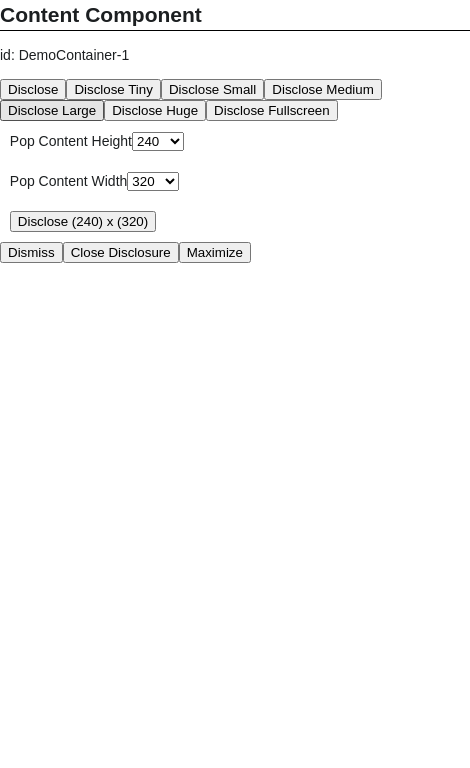 Content Component
id: DemoContainer-1
Disclose Disclose Tiny Disclose Small Disclose Medium
Disclose Large Disclose Huge Disclose Fullscreen
Pop Content Height 240
Pop Content Width 320
Disclose (240) x (320)
Dismiss Close Disclosure Maximize